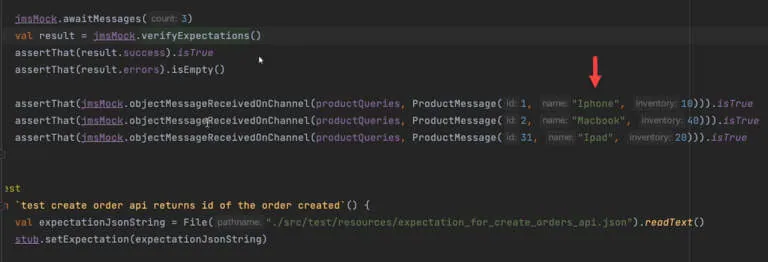 jmsMock.awaitMessages( count: 3)
val result = jmsMock.verifyExpectations()
assertThat(result.success).isTrue
assertThat(result.errors).isEmpty()
assertThat(jmsMock.objectMessageReceivedOnChannel(productQueries, ProductMessage( id: 1, name: "Iphone", inventory: 10))).isTrue
assertThat(jmsMock.objectMessageReceivedOnChannel(productQueries, ProductMessage( id: 2, name: "Macbook", inventory: 40))).isTrue
assertThat(jmsMock.objectMessageReceivedOnChannel(productQueries, ProductMessage( id: 31, name: "Ipad", inventory: 20))).isTrue
est
n `test create order api returns id of the order created`() {
val expectationJsonString = File( pathname: "./src/test/resources/expectation_for_create_orders_api.json").readText()
stub.setExpectation(expectationJsonString)